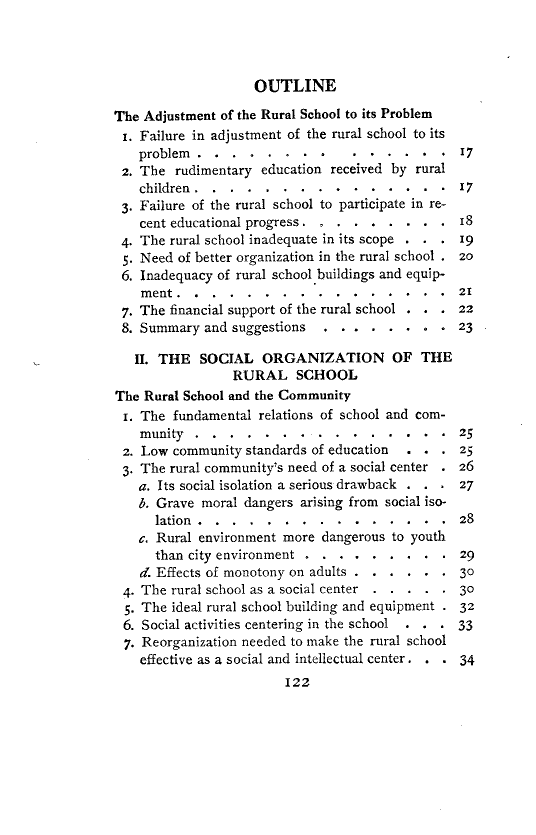 OUTLINE
The Adjustment of the Rural School to its Problem
1. Failure in adjustment of the rural school to its
problem . . . . . . . . . . . . . . . 17
2. The rudimentary education received by rural
children . . . . . . . . . . . . . . . 17
3. Failure of the rural school to participate in re-
cent educational progress . . . . . . . . . 18
4. The rural school inadequate in its scope . . . 19
5. Need of better organization in the rural school . 20
6. Inadequacy of rural school buildings and equip-
ment . . . . . . . . . . . . . . . . 21
7. The financial support of the rural school . . . 22
8. Summary and suggestions . . . . . . . . 23
II. THE SOCIAL ORGANIZATION OF THE
RURAL SCHOOL
The Rural School and the Community
1. The fundamental relations of school and com-
munity . . . . . . . . . . . . . . . 25
2. Low community standards of education . . . 25
3. The rural community's need of a social center . 26
a. Its social isolation a serious drawback . . . 27
b. Grave moral dangers arising from social iso-
lation . . . . . . . . . . . . . . . 28
c. Rural environment more dangerous to youth
than city environment . . . . . . . . . 29
d. Effects of monotony on adults . . . . . . 30
4. The rural school as a social center . . . . . 30
5. The ideal rural school building and equipment . 32
6. Social activities centering in the school . . . 33
7. Reorganization needed to make the rural school
effective as a social and intellectual center . . . 34
122